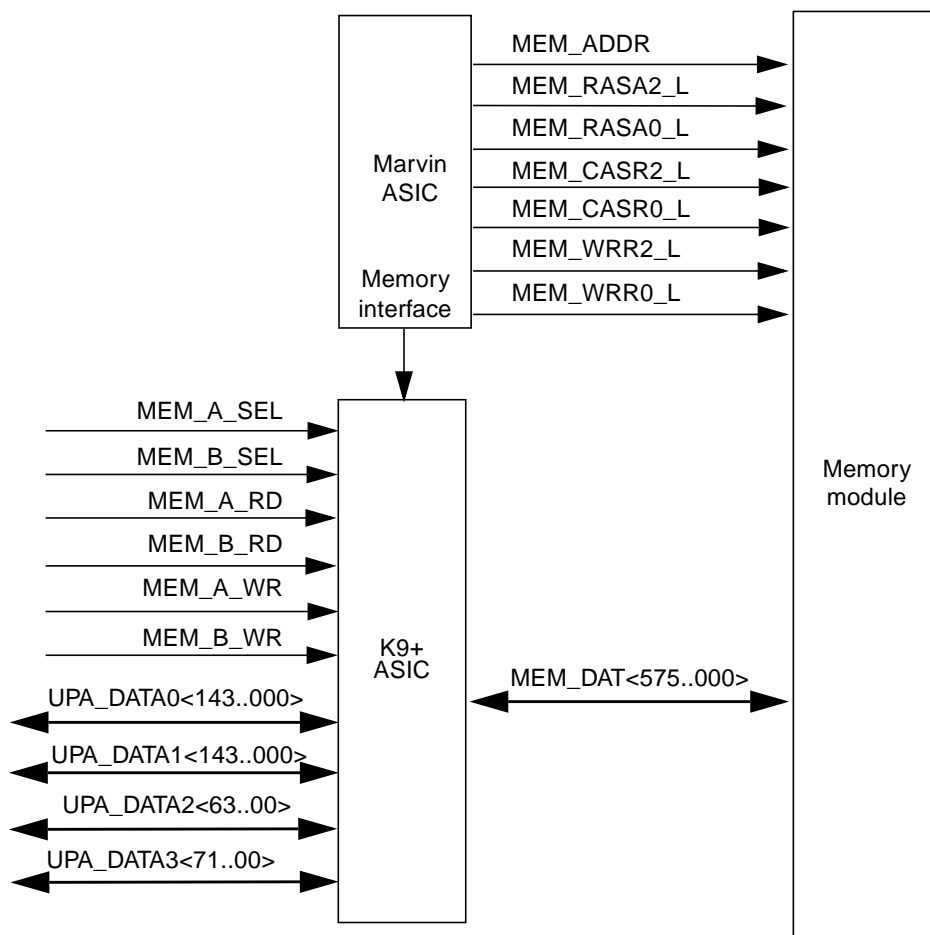 MEM_ADDR
MEM_RASA2_L
MEM_RASA0_L
MEM_CASR2_L
MEM_CASR0_L
MEM_WRR2_L
MEM_WRR0_L
Marvin
ASIC
Memory
interface
MEM_A_SEL
MEM_B_SEL
MEM_A_RD
MEM_B_RD
MEM_A_WR
MEM_B_WR
UPA_DATA0<143..000>
UPA_DATA1<143..000>
UPA_DATA2<63..00>
UPA_DATA3<71..00>
K9+
ASIC
MEM_DAT<575..000>
Memory
module